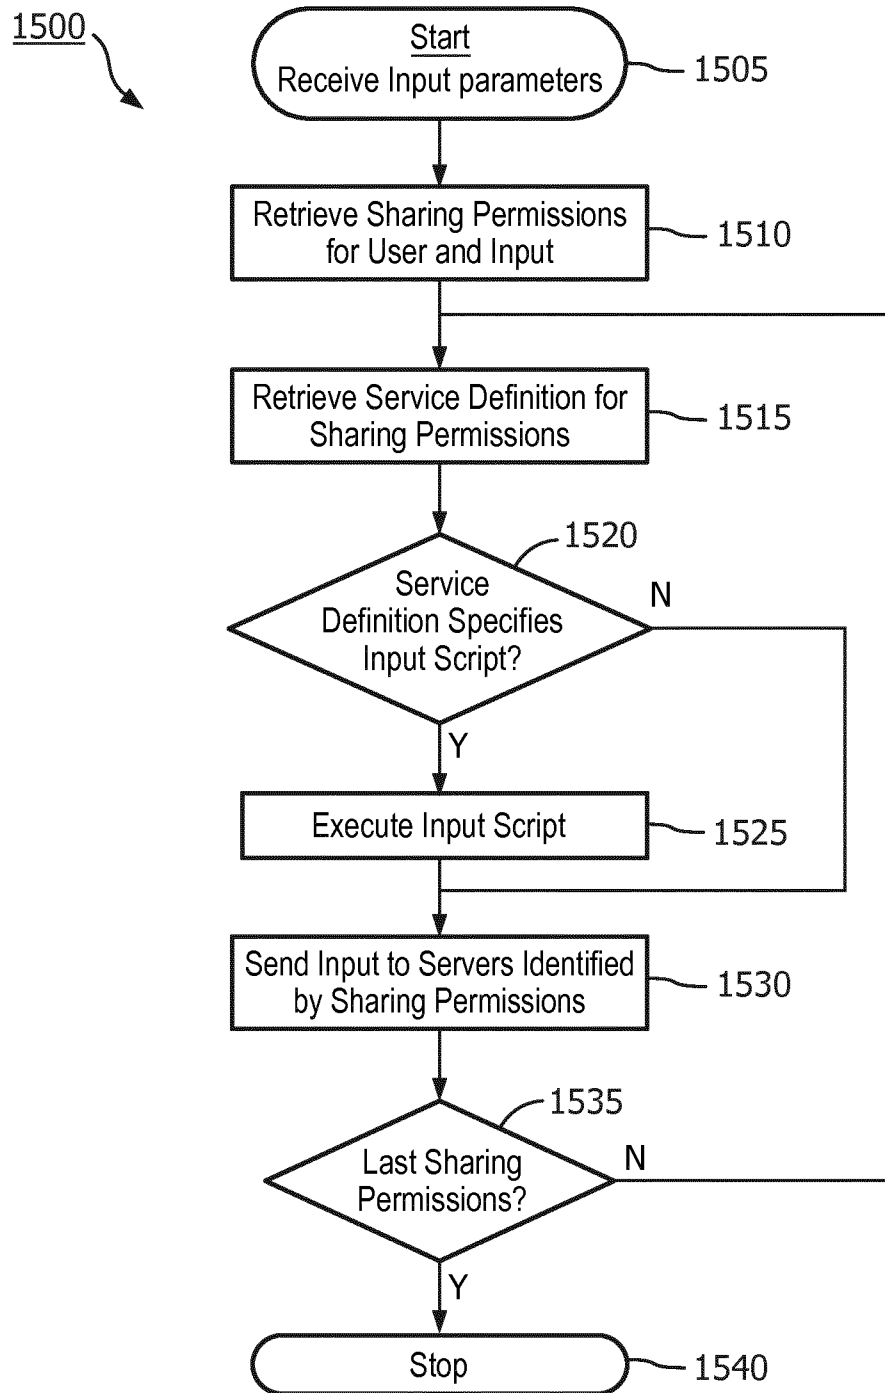 1500
Start
Receive Input parameters
1505
Retrieve Sharing Permissions
for User and Input
1510
Retrieve Service Definition for
Sharing Permissions
1515
1520
Service
Definition Specifies
Input Script?
N
Y
Execute Input Script
1525
Send Input to Servers Identified
by Sharing Permissions
1530
1535
Last Sharing
Permissions?
N
Y
Stop
1540